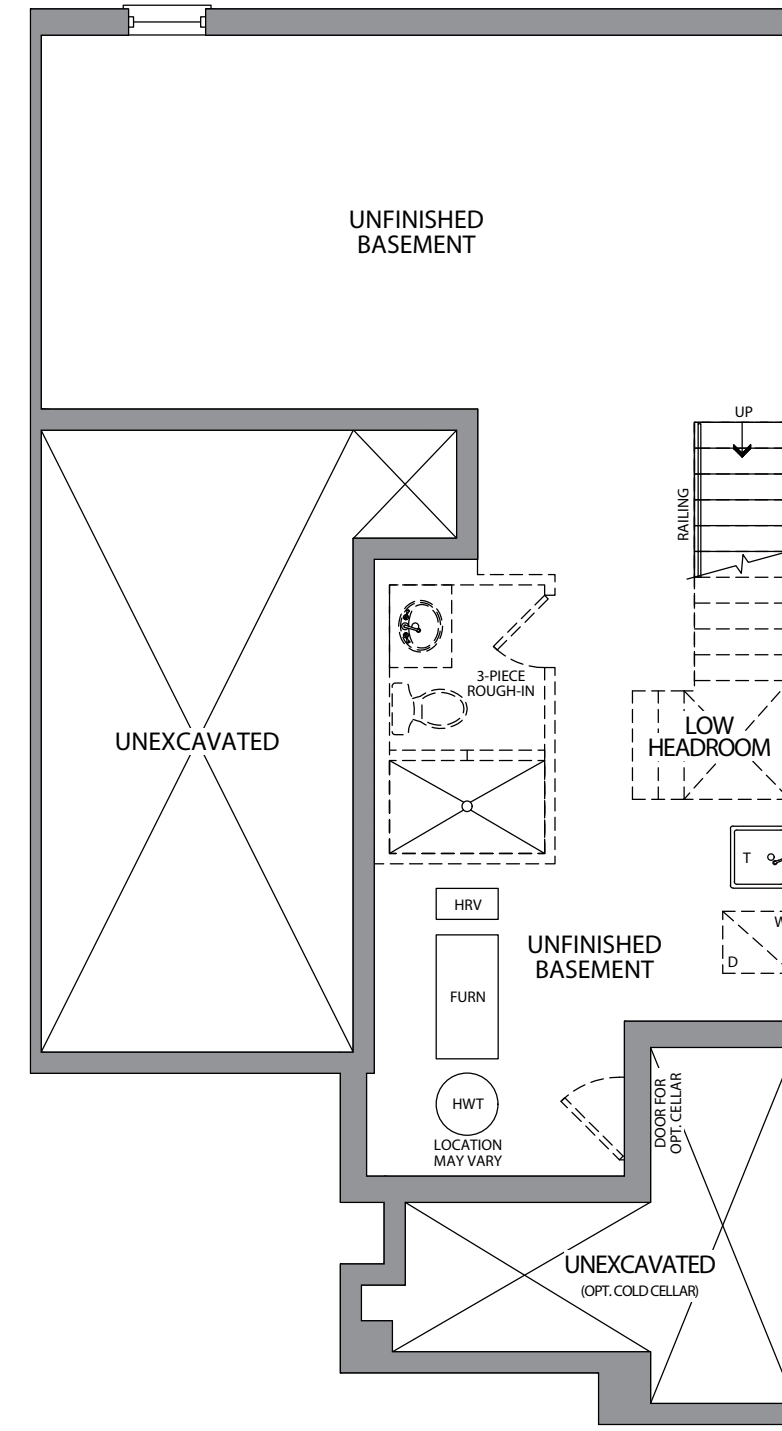 UNFINISHED
BASEMENT
UP
RAILING
3-PIECE
ROUGH-IN
LOW
HEADROOM
UNEXCAVATED
T
HRV
W
D
UNFINISHED
BASEMENT
FURN
HWT
LOCATION
MAY VARY
DOOR FOR
OPT. CELLAR
UNEXCAVATED
(OPT. COLD CELLAR)